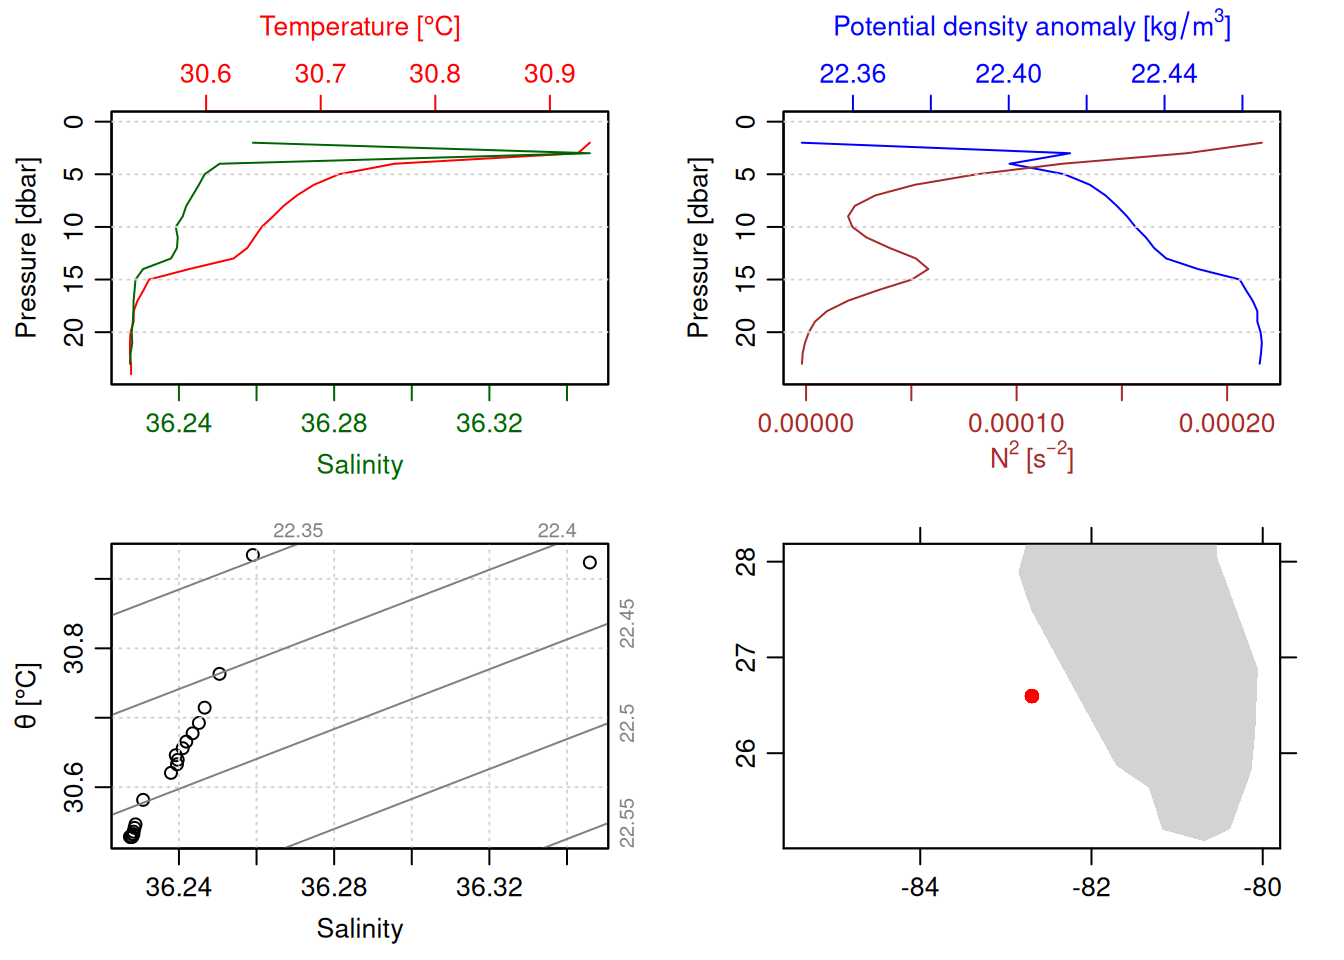 Temperature [°C]
30.6 30.7 30.8 30.9
Pressure [dbar]
0 5 10 15 20
36.24 36.28 36.32
Salinity
Potential density anomaly [kg/m³]
22.36 22.40 22.44
Pressure [dbar]
0 5 10 15 20
0.00000 0.00010 0.00020
N² [s⁻²]
22.35 22.4
22.45
22.5
22.55
θ [°C]
30.8
30.6
36.24 36.28 36.32
Salinity
28
27
26
-84 -82 -80